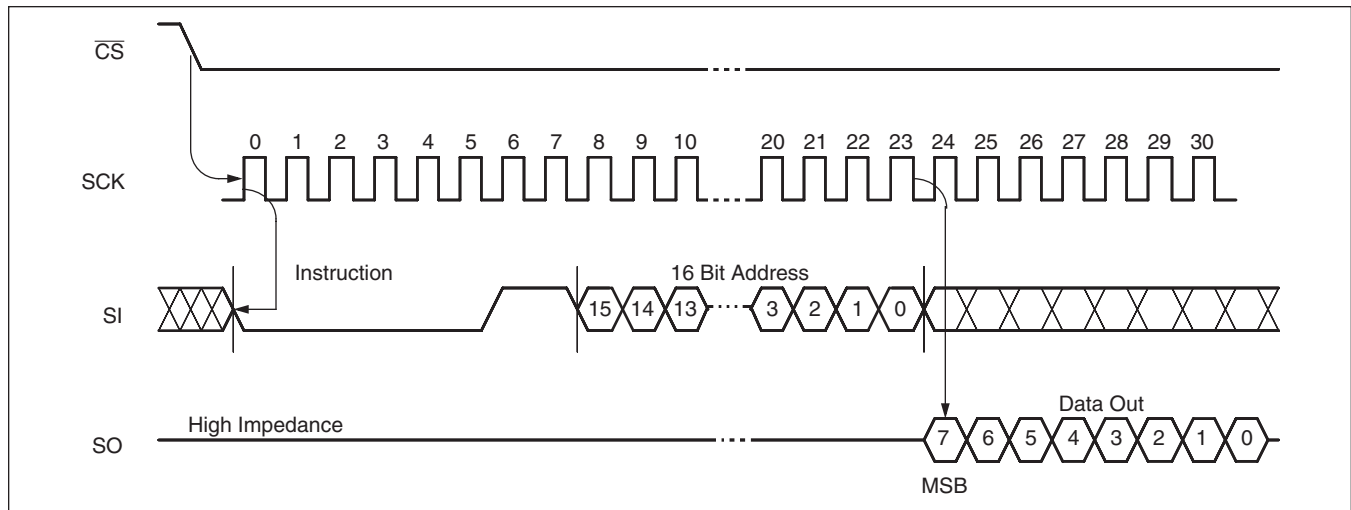 CS
0 1 2 3 4 5 6 7 8 9 10 20 21 22 23 24 25 26 27 28 29 30
SCK
Instruction 16 Bit Address
SI 15 14 13 3 2 1 0
High Impedance Data Out
SO 7 6 5 4 3 2 1 0
MSB